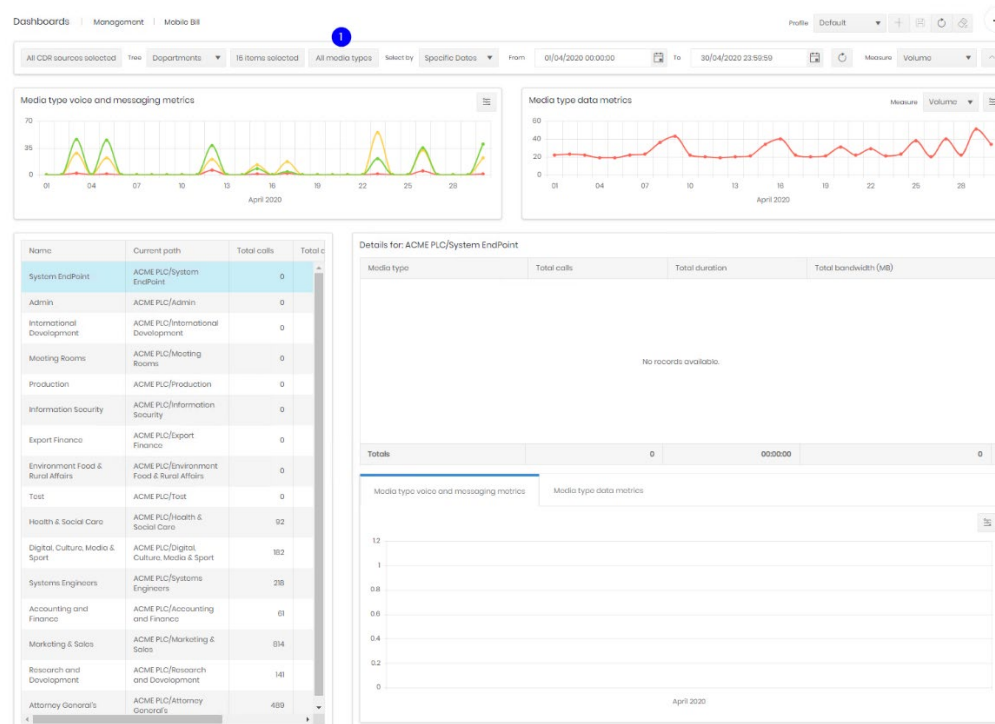 Dashboards | Management | Mobile Bill
Profile Default
1
All CDR sources selected Tree Departments 16 items selected All media types Select by Specific Dates From 01/04/2020 00:00:00 To 30/04/2020 23:59:59 Measure Volume
Media type voice and messaging metrics
70
35
0
01 04 07 10 13 16 19 22 25 28
April 2020
Media type data metrics
Measure Volume
60
40
20
0
01 04 07 10 13 16 19 22 25 28
April 2020
Name Current path Total calls Total c
System EndPoint ACME PLC/System EndPoint 0
Admin ACME PLC/Admin 0
International Development ACME PLC/International Development 0
Meeting Rooms ACME PLC/Meeting Rooms 0
Production ACME PLC/Production 0
Information Security ACME PLC/Information Security 0
Export Finance ACME PLC/Export Finance 0
Environment Food & Rural Affairs ACME PLC/Environment Food & Rural Affairs 0
Test ACME PLC/Test 0
Health & Social Care ACME PLC/Health & Social Care 92
Digital, Culture, Media & Sport ACME PLC/Digital, Culture, Media & Sport 182
Systems Engineers ACME PLC/Systems Engineers 218
Accounting and Finance ACME PLC/Accounting and Finance 61
Marketing & Sales ACME PLC/Marketing & Sales 814
Research and Development ACME PLC/Research and Development 141
Attorney General's ACME PLC/Attorney General's 489
Details for: ACME PLC/System EndPoint
Media type Total calls Total duration Total bandwidth (MB)
No records available.
Totals 0 00:00:00 0
Media type voice and messaging metrics Media type data metrics
1.2
1
0.8
0.6
0.4
0.2
0
April 2020